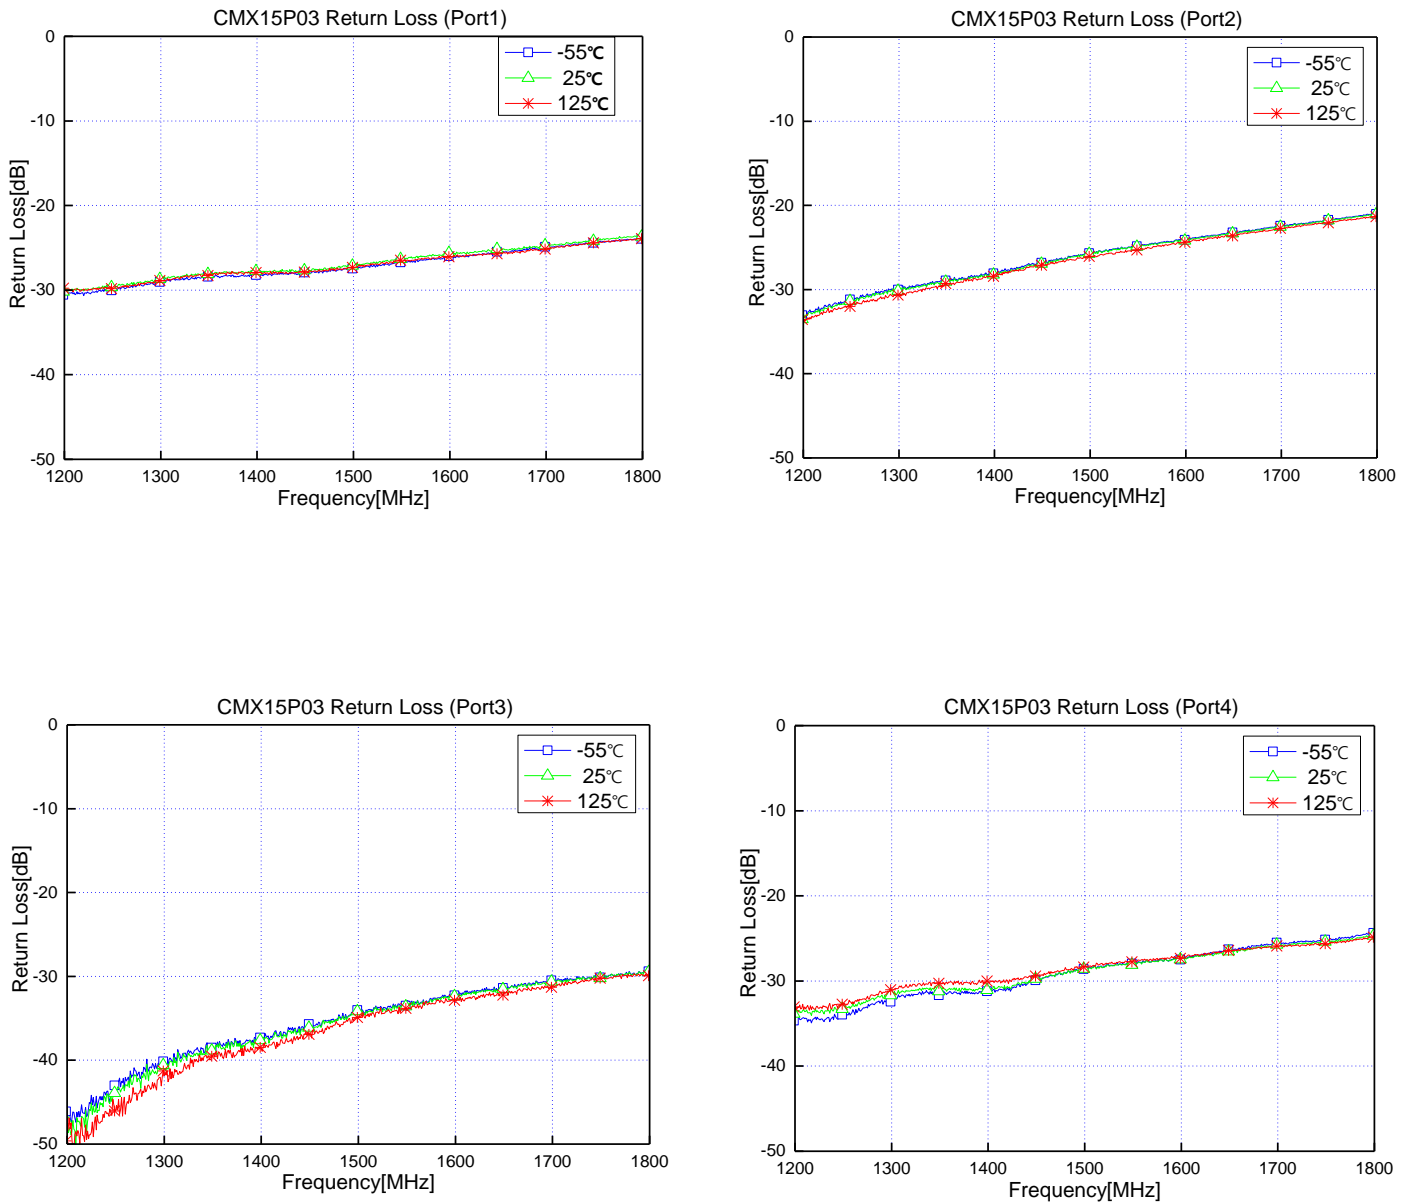 CMX15P03 Return Loss (Port1)
Return Loss[dB]
0
-10
-20
-30
-40
-50
-55℃
25℃
125℃
1200 1300 1400 1500 1600 1700 1800
Frequency[MHz]
CMX15P03 Return Loss (Port2)
Return Loss[dB]
0
-10
-20
-30
-40
-50
-55℃
25℃
125℃
1200 1300 1400 1500 1600 1700 1800
Frequency[MHz]
CMX15P03 Return Loss (Port3)
Return Loss[dB]
0
-10
-20
-30
-40
-50
-55℃
25℃
125℃
1200 1300 1400 1500 1600 1700 1800
Frequency[MHz]
CMX15P03 Return Loss (Port4)
Return Loss[dB]
0
-10
-20
-30
-40
-50
-55℃
25℃
125℃
1200 1300 1400 1500 1600 1700 1800
Frequency[MHz]